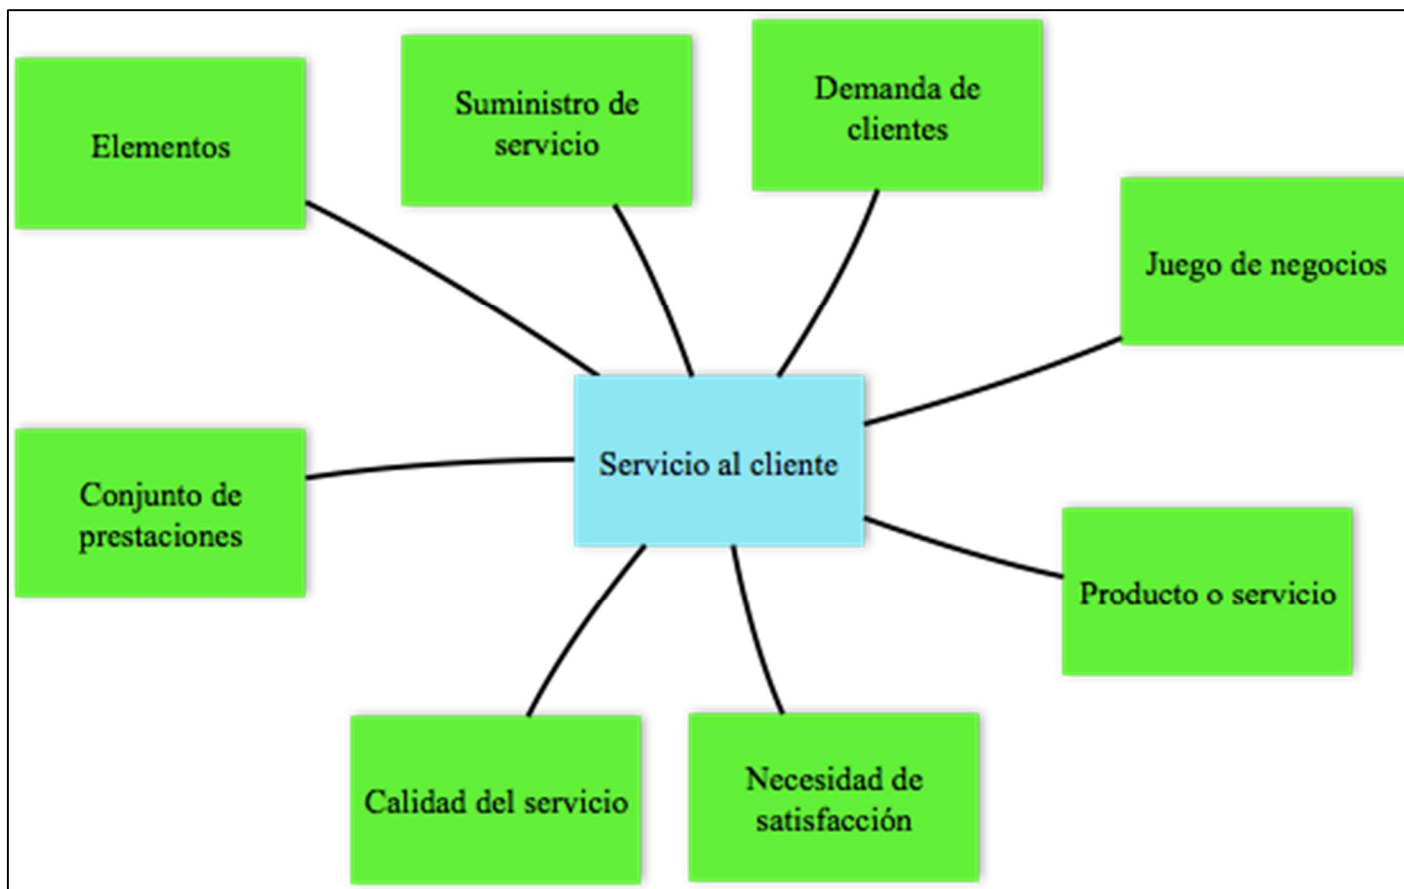 Elementos
Suministro de
servicio
Demanda de
clientes
Juego de negocios
Servicio al cliente
Conjunto de
prestaciones
Producto o servicio
Calidad del servicio
Necesidad de
satisfacción